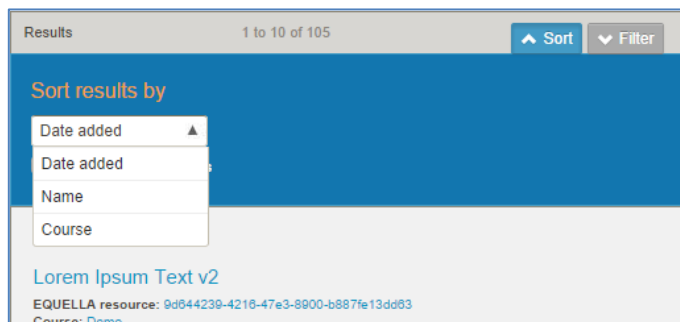 Results 1 to 10 of 105 Sort Filter
Sort results by
Date added
Date added
Name
Course
Lorem Ipsum Text v2
EQUELLA resource: 9d644239-4216-47e3-8900-b887fe13dd63
Course: Demo